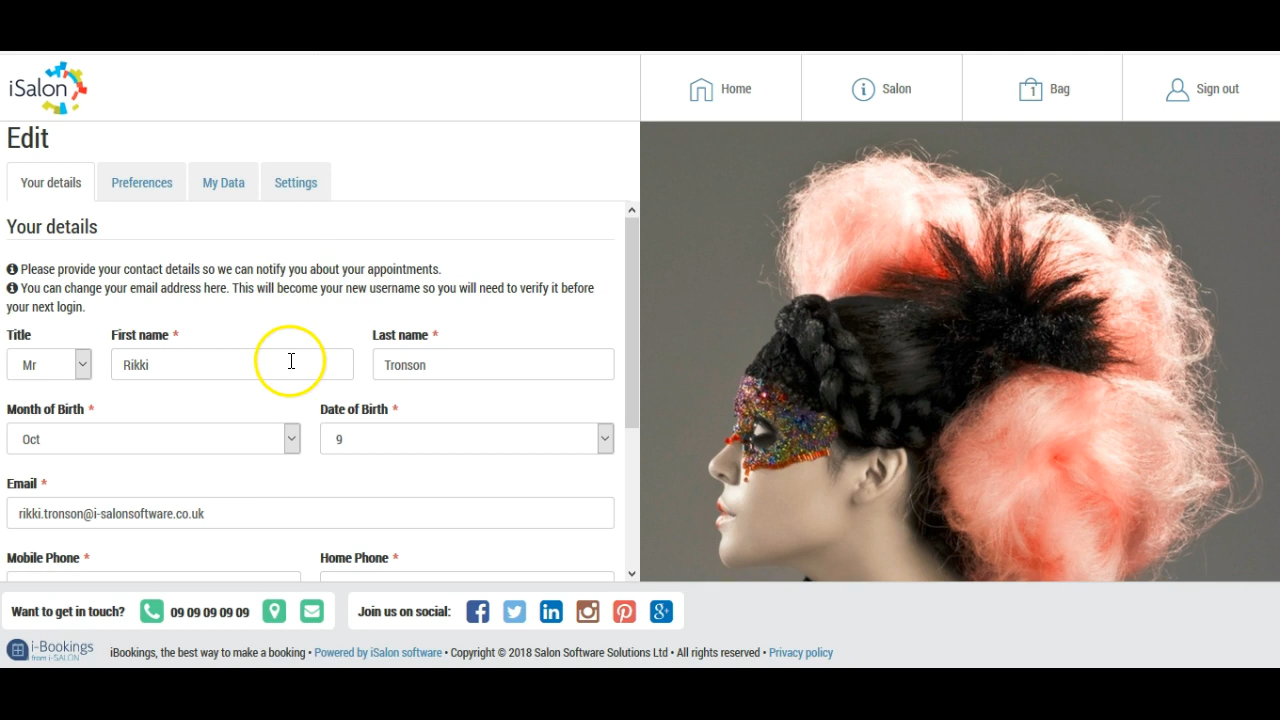 iSalon
Home
Salon
1
Bag
Sign out
Edit
Your details
Preferences
My Data
Settings
Your details
Please provide your contact details so we can notify you about your appointments.
You can change your email address here. This will become your new username so you will need to verify it before
your next login.
Title
First name *
Last name *
Mr
Rikki
Tronson
Month of Birth *
Date of Birth *
Oct
9
Email *
rikki.tronson@i-salonsoftware.co.uk
Mobile Phone *
Home Phone *
Want to get in touch?
09 09 09 09 09
Join us on social:
i-Bookings
from i-SALON
iBookings, the best way to make a booking • Powered by iSalon software • Copyright © 2018 Salon Software Solutions Ltd • All rights reserved • Privacy policy